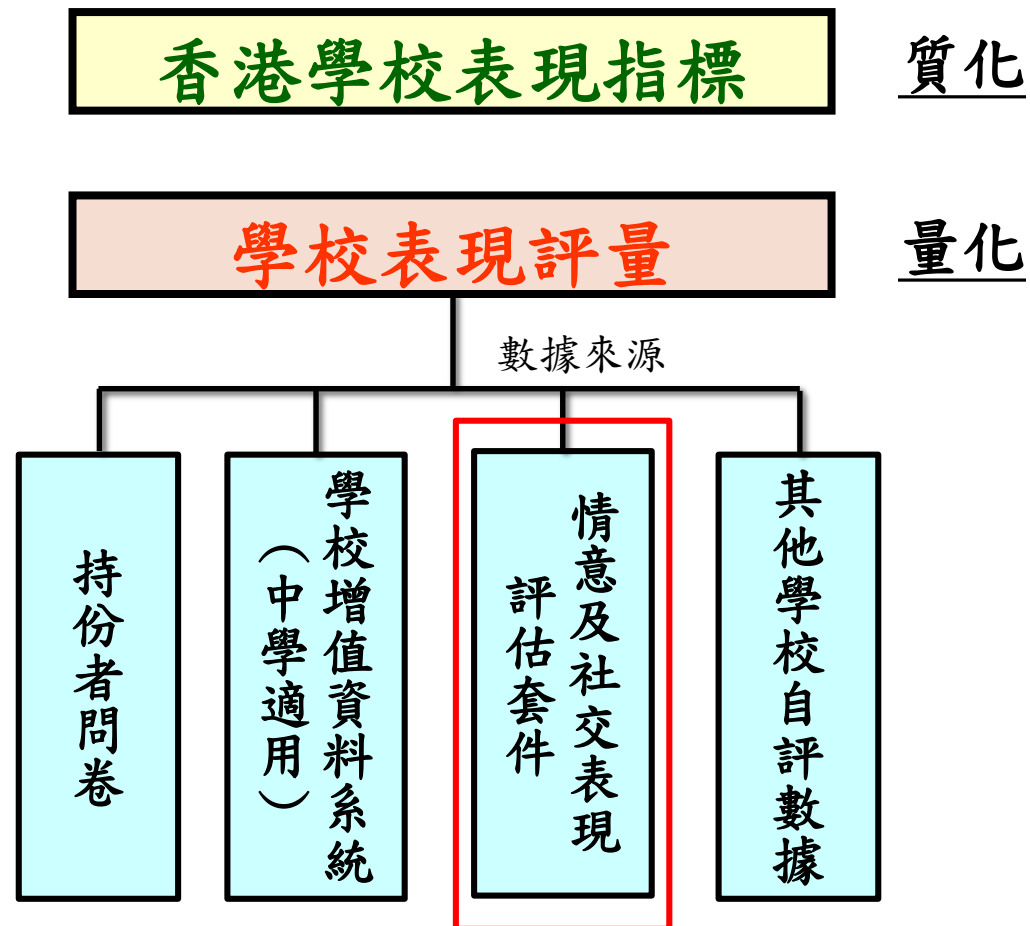 香港學校表現指標
質化
學校表現評量
量化
數據來源
持份者問卷
學校增值資料系統
（中學適用）
情意及社交表現
評估套件
其他學校自評數據